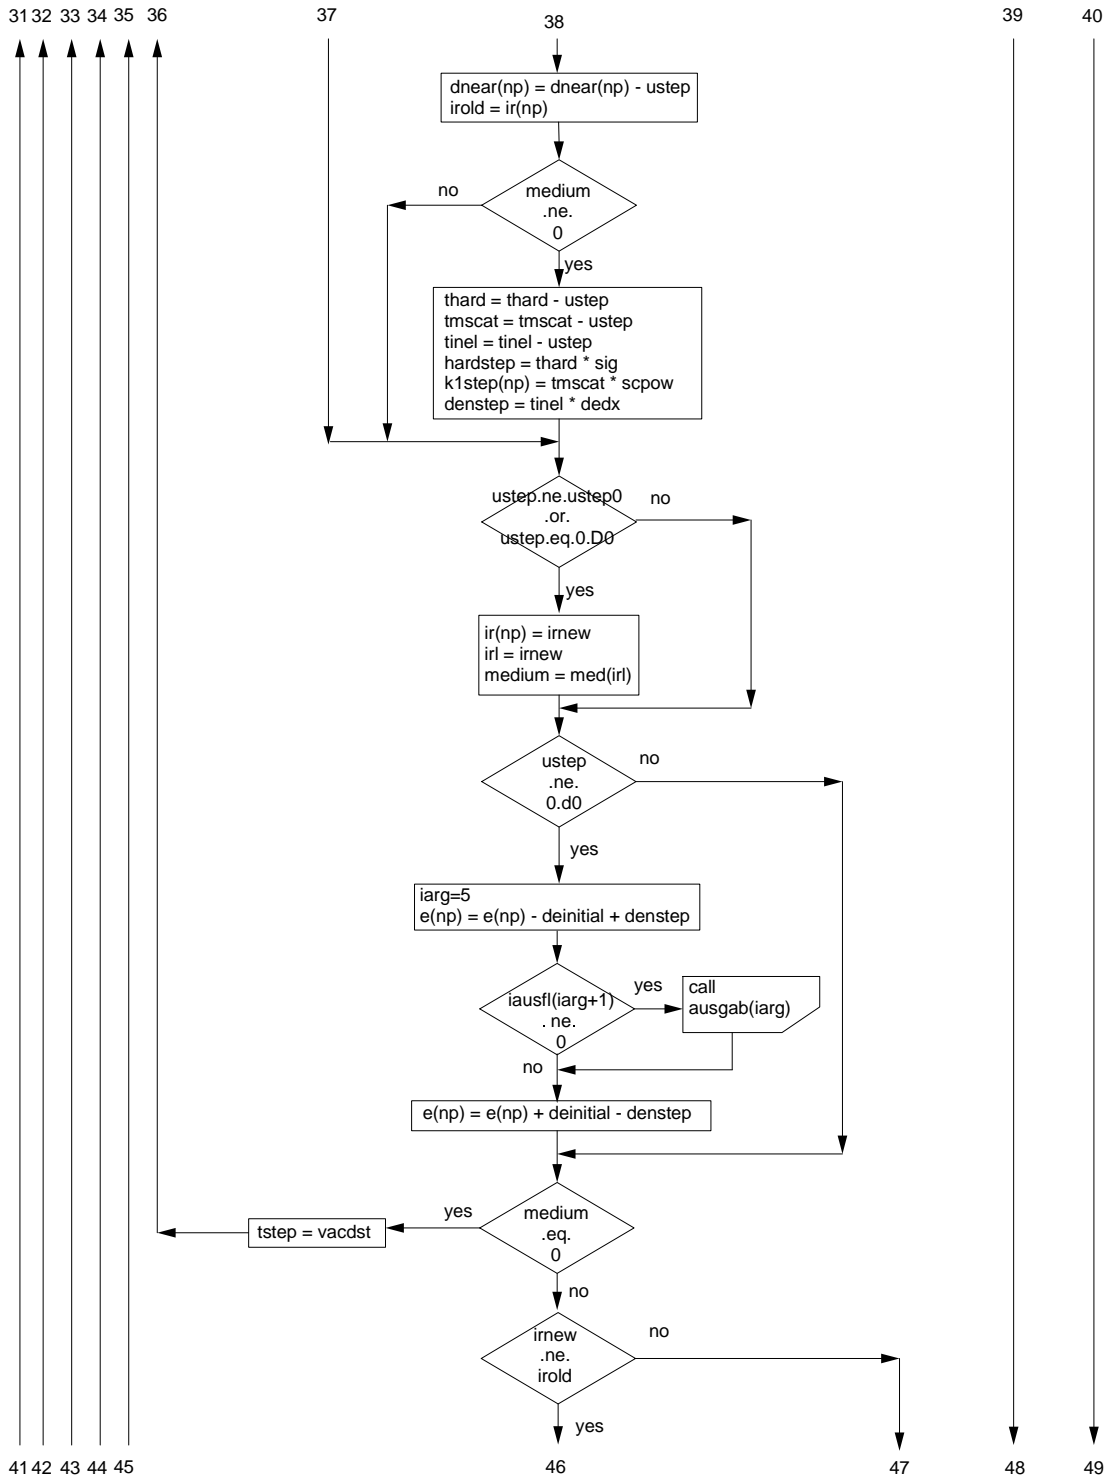 31 32 33 34 35 36 37 38 39 40
dnear(np) = dnear(np) - ustep
irold = ir(np)
no
medium
.ne.
0
yes
thard = thard - ustep
tmscat = tmscat - ustep
tinel = tinel - ustep
hardstep = thard * sig
k1step(np) = tmscat * scpow
denstep = tinel * dedx
ustep.ne.ustep0
.or.
ustep.eq.0.D0
no
yes
ir(np) = irnew
irl = irnew
medium = med(irl)
ustep
.ne.
0.d0
no
yes
iarg=5
e(np) = e(np) - deinitial + denstep
iausfl(iarg+1)
. ne.
0
yes
call
ausgab(iarg)
no
e(np) = e(np) + deinitial - denstep
medium
.eq.
0
yes
tstep = vacdst
no
irnew
.ne.
irold
no
yes
41 42 43 44 45 46 47 48 49